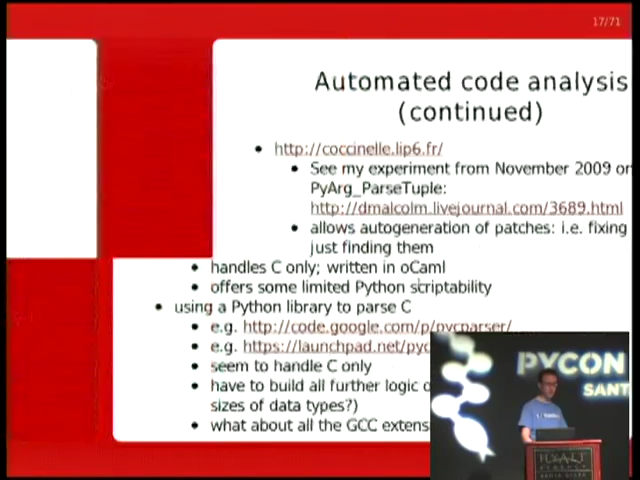 17/71
Automated code analysis
(continued)
http://coccinelle.lip6.fr/
See my experiment from November 2009 on
PyArg_ParseTuple:
http://dmalcolm.livejournal.com/3689.html
allows autogeneration of patches: i.e. fixing
just finding them
handles C only; written in oCaml
offers some limited Python scriptability
using a Python library to parse C
e.g. http://code.google.com/p/pycparser/
e.g. https://launchpad.net/pyc
seem to handle C only
have to build all further logic o
sizes of data types?)
what about all the GCC extens
PYCON
SANT
HYATT